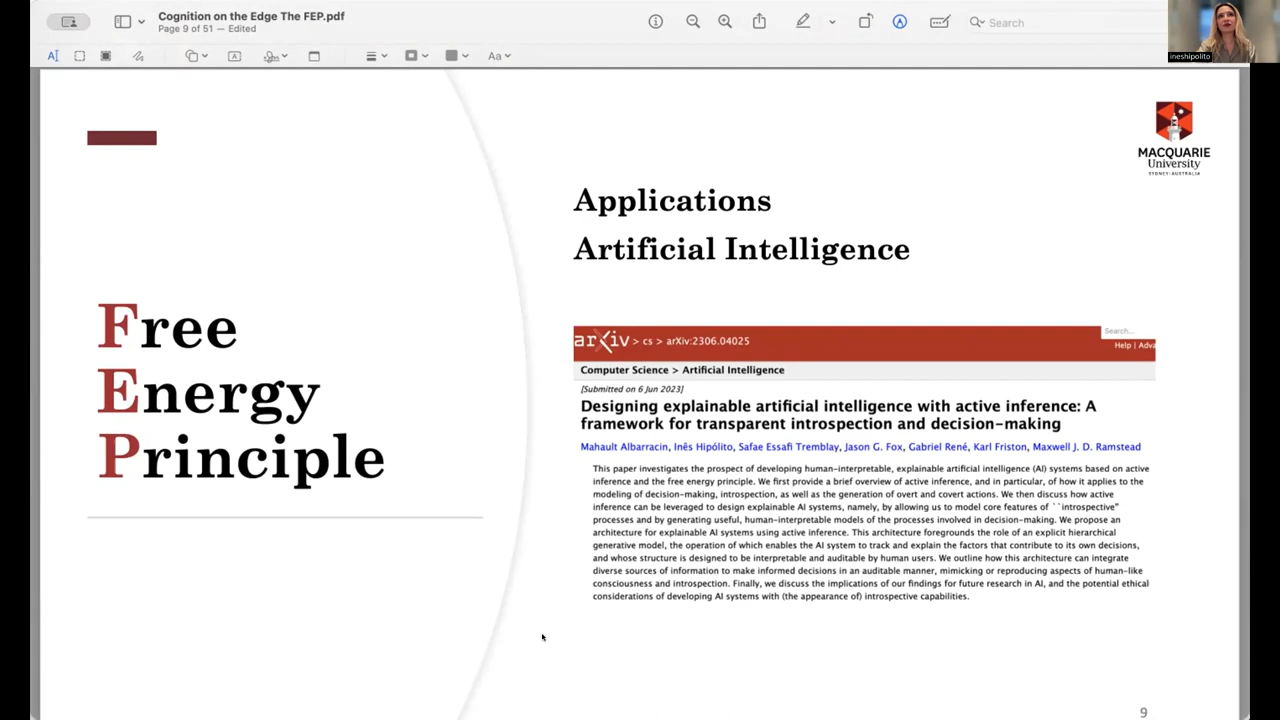 Cognition on the Edge The FEP.pdf
Page 9 of 51 — Edited
Search
ineshipolito
Aa
MACQUARIE
University
SYDNEY·AUSTRALIA
Free
Energy
Principle
Applications
Artificial Intelligence
arXiv > cs > arXiv:2306.04025
Search...
Help | Adva
Computer Science > Artificial Intelligence
[Submitted on 6 Jun 2023]
Designing explainable artificial intelligence with active inference: A
framework for transparent introspection and decision-making
Mahault Albarracin, Inês Hipólito, Safae Essafi Tremblay, Jason G. Fox, Gabriel René, Karl Friston, Maxwell J. D. Ramstead
This paper investigates the prospect of developing human-interpretable, explainable artificial intelligence (AI) systems based on active
inference and the free energy principle. We first provide a brief overview of active inference, and in particular, of how it applies to the
modeling of decision-making, introspection, as well as the generation of overt and covert actions. We then discuss how active
inference can be leveraged to design explainable AI systems, namely, by allowing us to model core features of ``introspective"
processes and by generating useful, human-interpretable models of the processes involved in decision-making. We propose an
architecture for explainable AI systems using active inference. This architecture foregrounds the role of an explicit hierarchical
generative model, the operation of which enables the AI system to track and explain the factors that contribute to its own decisions,
and whose structure is designed to be interpretable and auditable by human users. We outline how this architecture can integrate
diverse sources of information to make informed decisions in an auditable manner, mimicking or reproducing aspects of human-like
consciousness and introspection. Finally, we discuss the implications of our findings for future research in AI, and the potential ethical
considerations of developing AI systems with (the appearance of) introspective capabilities.
9